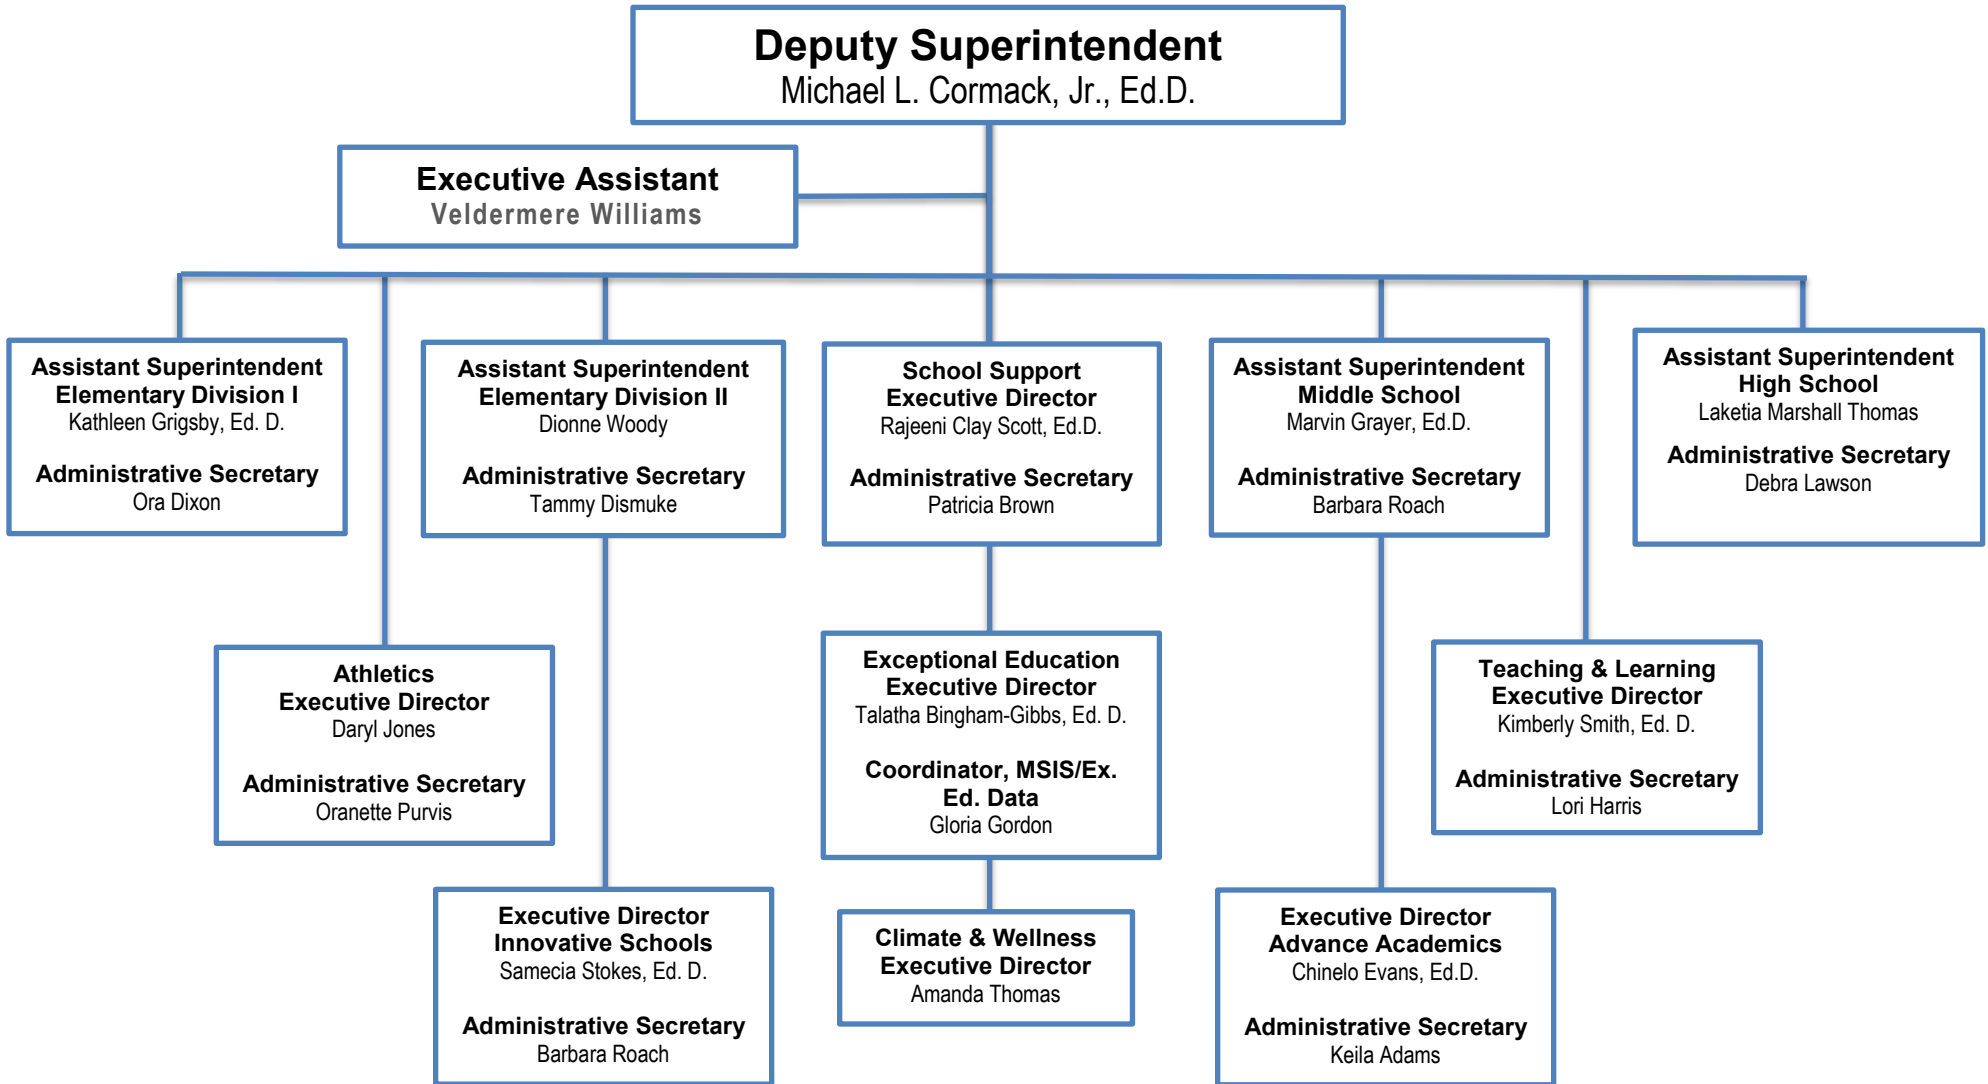 Deputy Superintendent
Michael L. Cormack, Jr., Ed.D.
Executive Assistant
Veldermere Williams
Assistant Superintendent
Elementary Division I
Kathleen Grigsby, Ed. D.
Administrative Secretary
Ora Dixon
Assistant Superintendent
Elementary Division II
Dionne Woody
Administrative Secretary
Tammy Dismuke
School Support
Executive Director
Rajeeni Clay Scott, Ed.D.
Administrative Secretary
Patricia Brown
Assistant Superintendent
Middle School
Marvin Grayer, Ed.D.
Administrative Secretary
Barbara Roach
Assistant Superintendent
High School
Laketia Marshall Thomas
Administrative Secretary
Debra Lawson
Athletics
Executive Director
Daryl Jones
Administrative Secretary
Oranette Purvis
Exceptional Education
Executive Director
Talatha Bingham-Gibbs, Ed. D.
Coordinator, MSIS/Ex.
Ed. Data
Gloria Gordon
Teaching & Learning
Executive Director
Kimberly Smith, Ed. D.
Administrative Secretary
Lori Harris
Executive Director
Innovative Schools
Samecia Stokes, Ed. D.
Administrative Secretary
Barbara Roach
Climate & Wellness
Executive Director
Amanda Thomas
Executive Director
Advance Academics
Chinelo Evans, Ed.D.
Administrative Secretary
Keila Adams